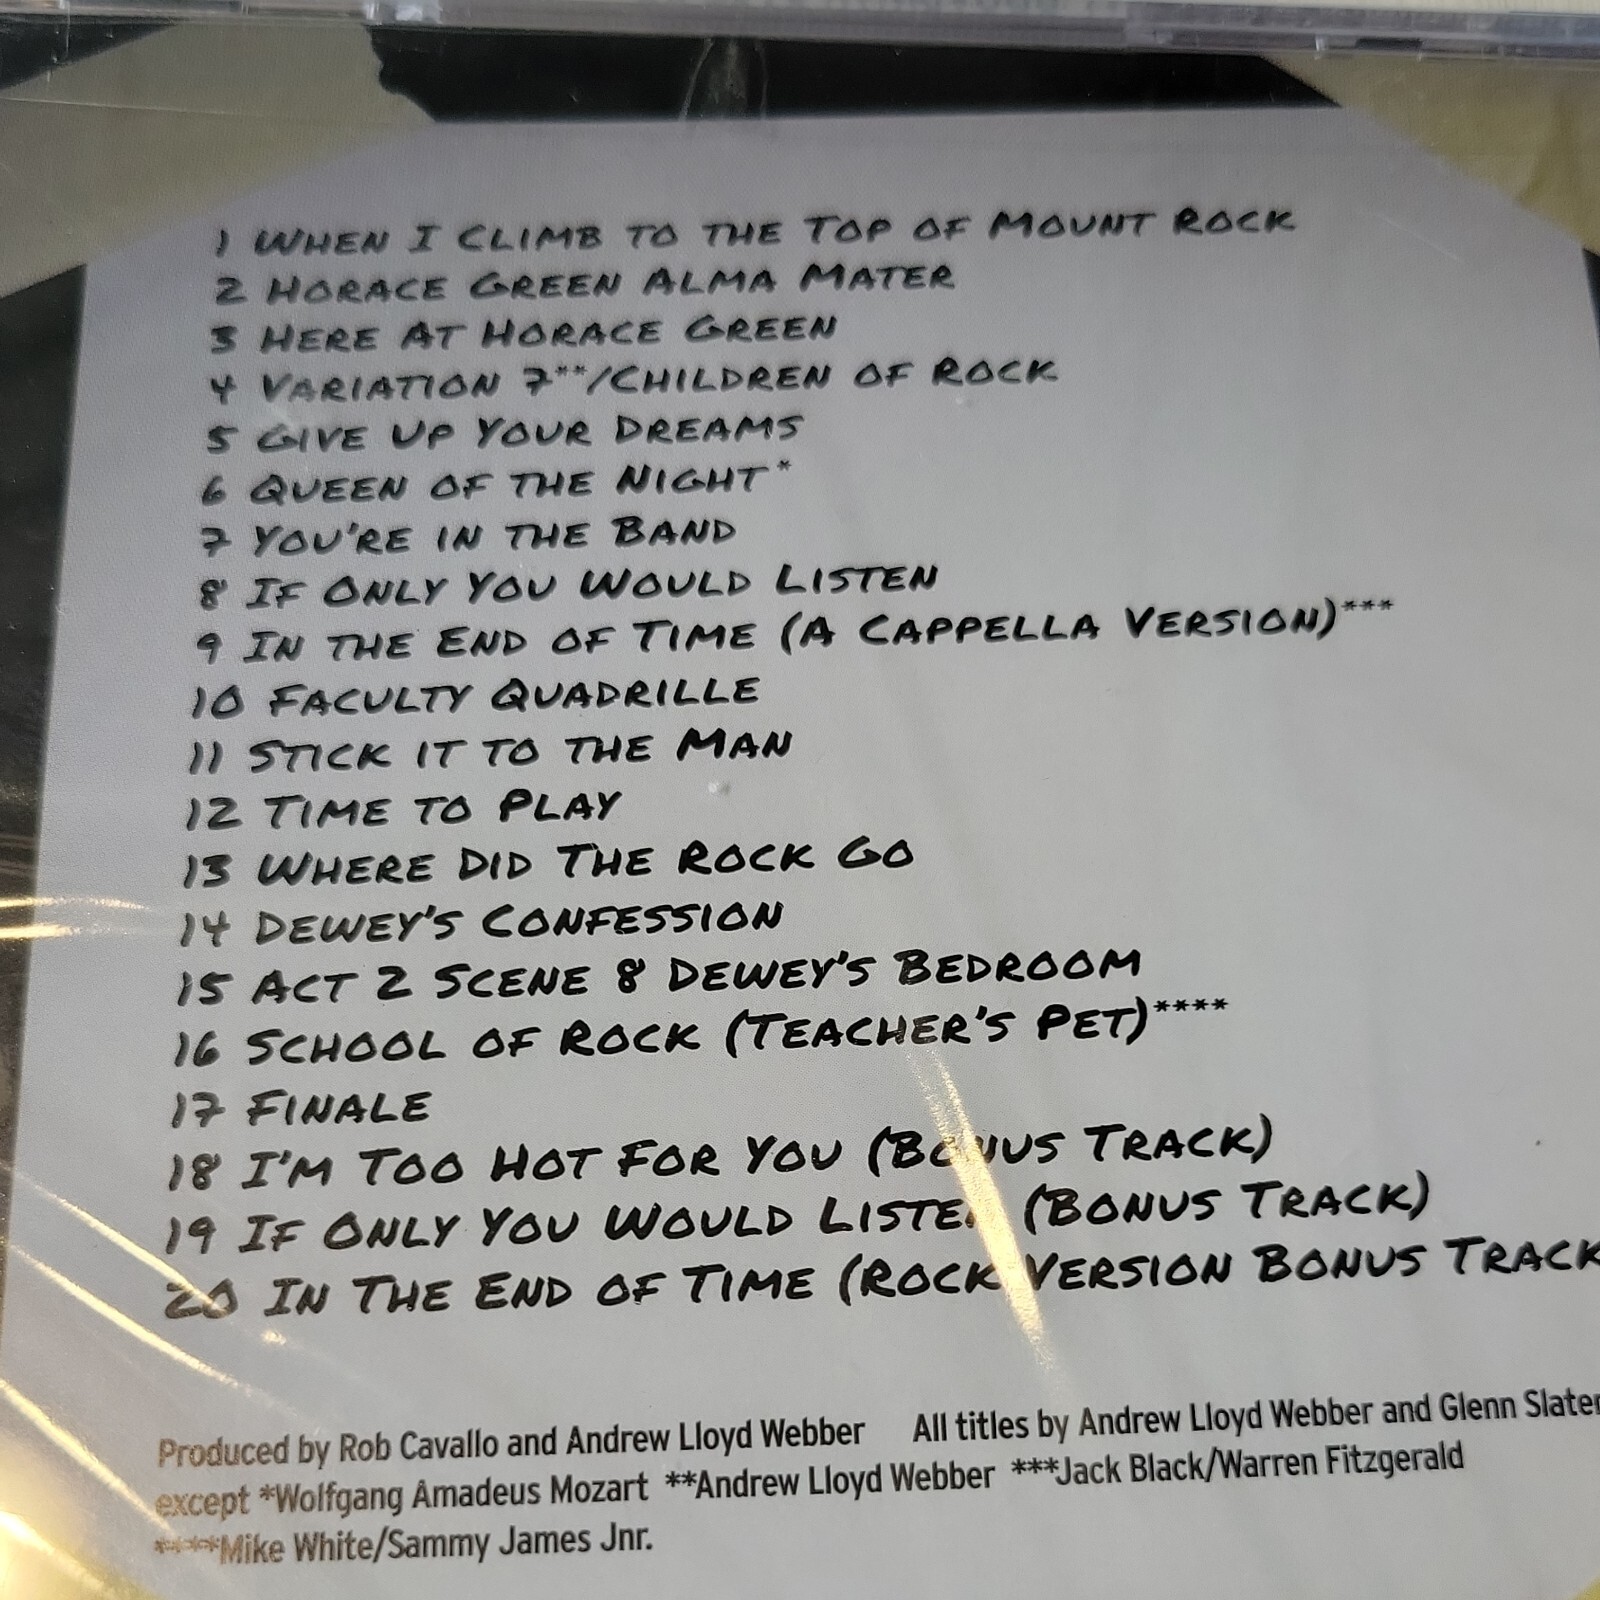 1 When I Climb to the Top of Mount Rock
2 Horace Green Alma Mater
3 Here At Horace Green
4 Variation 7**/Children of Rock
5 Give Up Your Dreams
6 Queen of the Night*
7 You're in the Band
8 If Only You Would Listen
9 In the End of Time (A Cappella Version)***
10 Faculty Quadrille
11 Stick it to the Man
12 Time to Play
13 Where Did The Rock Go
14 Dewey's Confession
15 Act 2 Scene 8 Dewey's Bedroom
16 School of Rock (Teacher's Pet)****
17 Finale
18 I'm Too Hot For You (Bonus Track)
19 If Only You Would Listen (Bonus Track)
20 In The End of Time (Rock Version Bonus Track
Produced by Rob Cavallo and Andrew Lloyd Webber All titles by Andrew Lloyd Webber and Glenn Slater
except *Wolfgang Amadeus Mozart **Andrew Lloyd Webber ***Jack Black/Warren Fitzgerald
****Mike White/Sammy James Jnr.